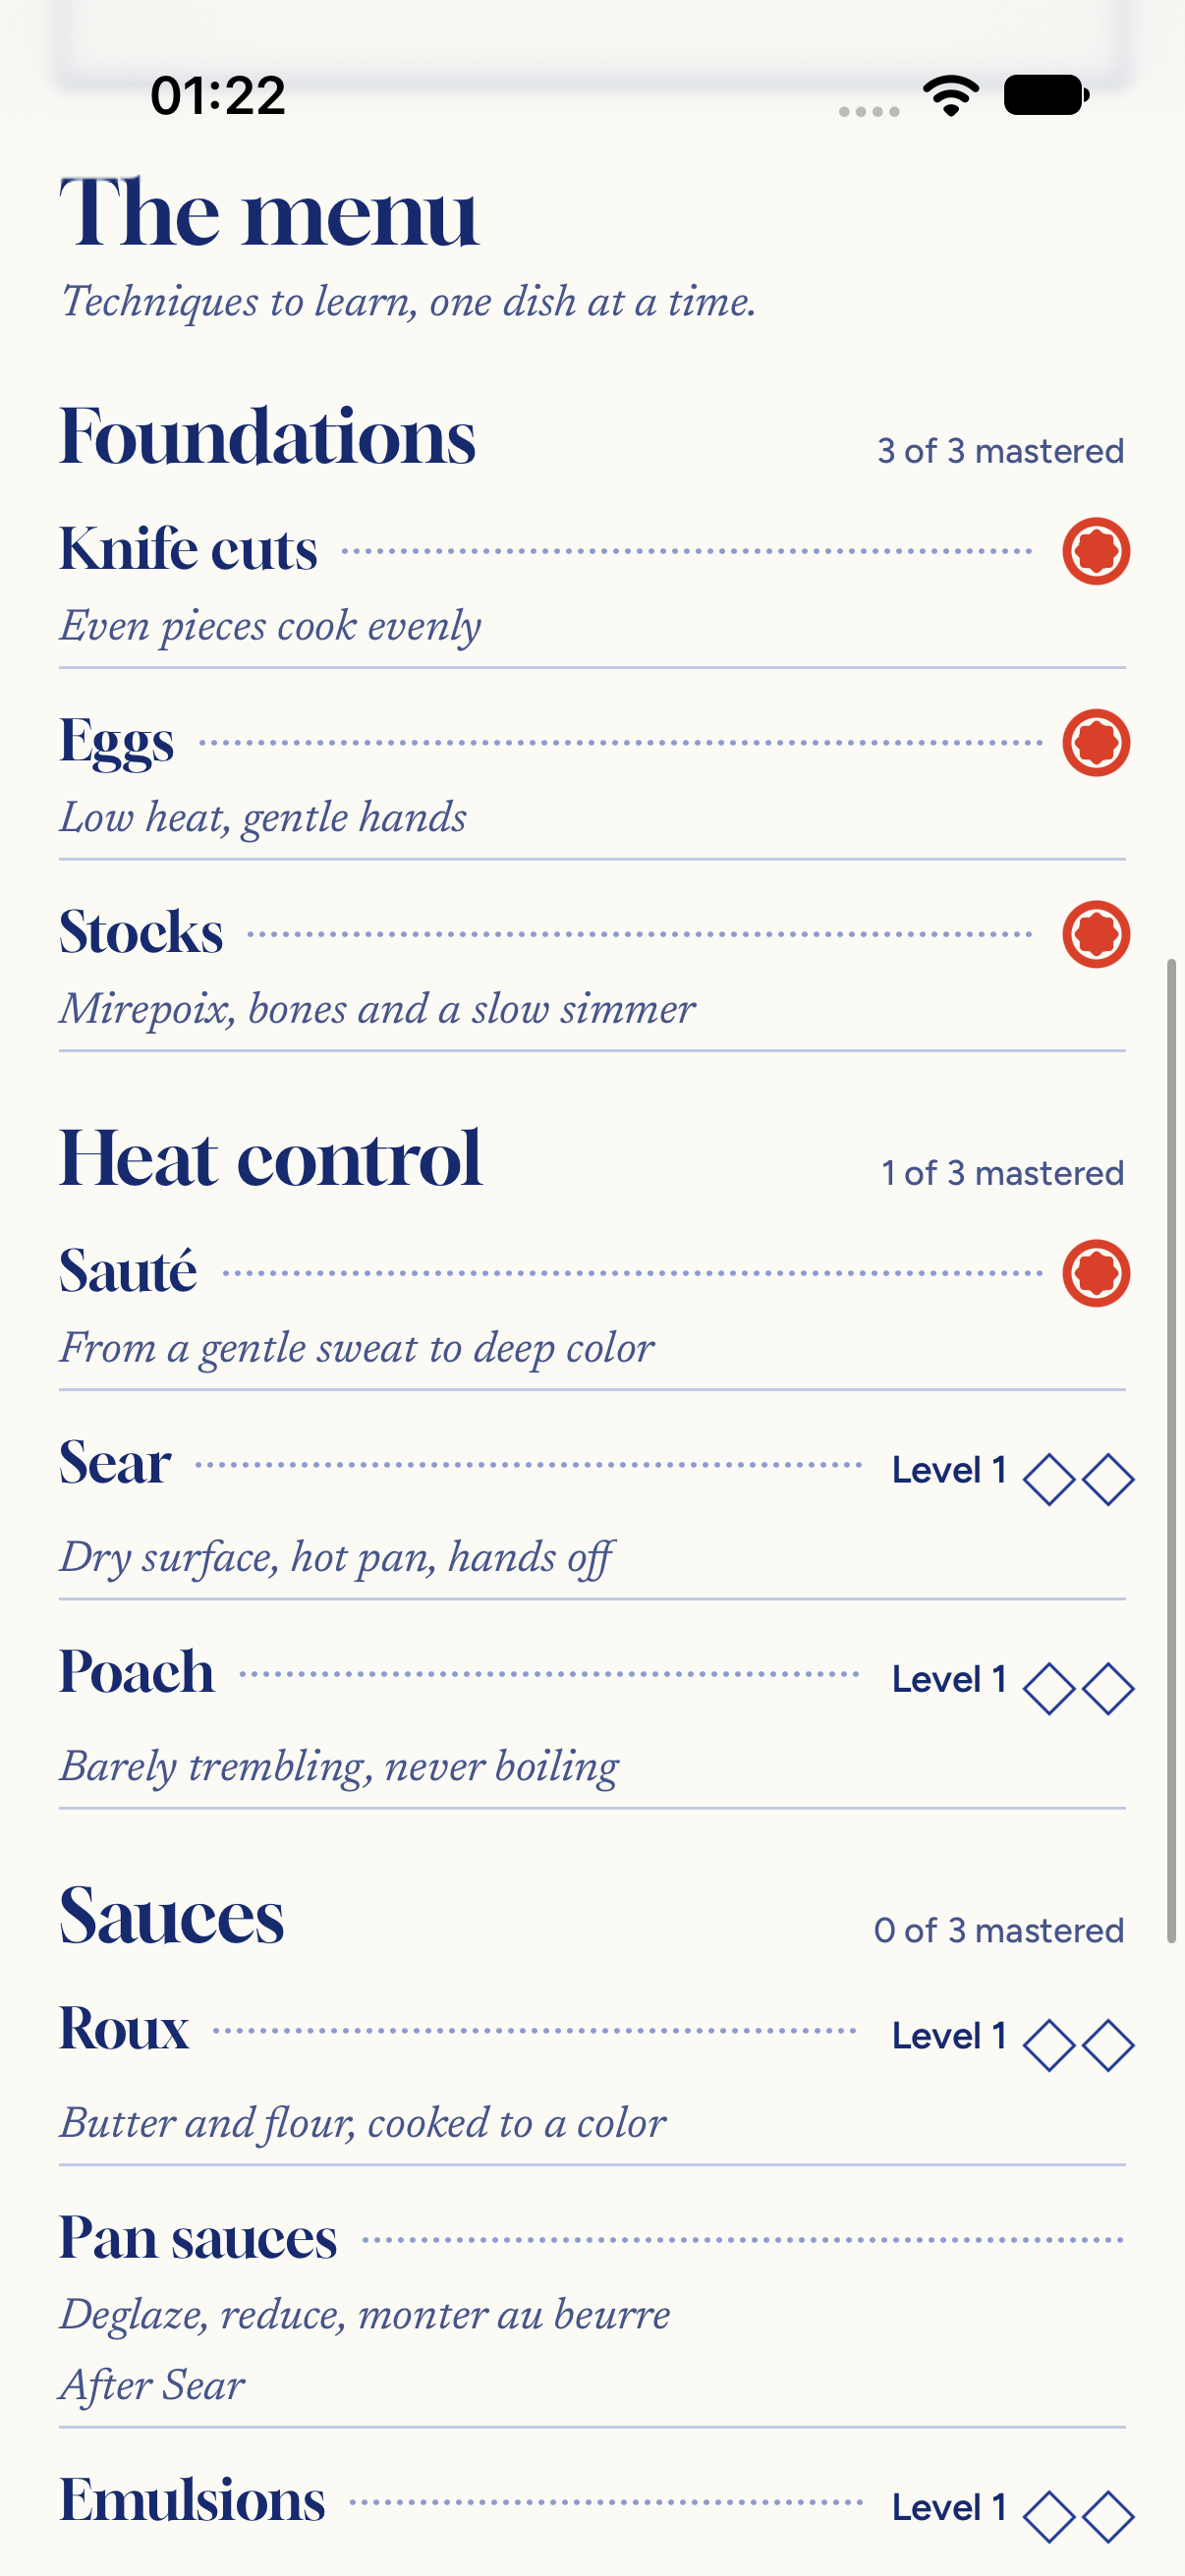 01:22
The menu
Techniques to learn, one dish at a time.
Foundations
3 of 3 mastered
Knife cuts
Even pieces cook evenly
Eggs
Low heat, gentle hands
Stocks
Mirepoix, bones and a slow simmer
Heat control
1 of 3 mastered
Sauté
From a gentle sweat to deep color
Sear
Level 1
Dry surface, hot pan, hands off
Poach
Level 1
Barely trembling, never boiling
Sauces
0 of 3 mastered
Roux
Level 1
Butter and flour, cooked to a color
Pan sauces
Deglaze, reduce, monter au beurre
After Sear
Emulsions
Level 1